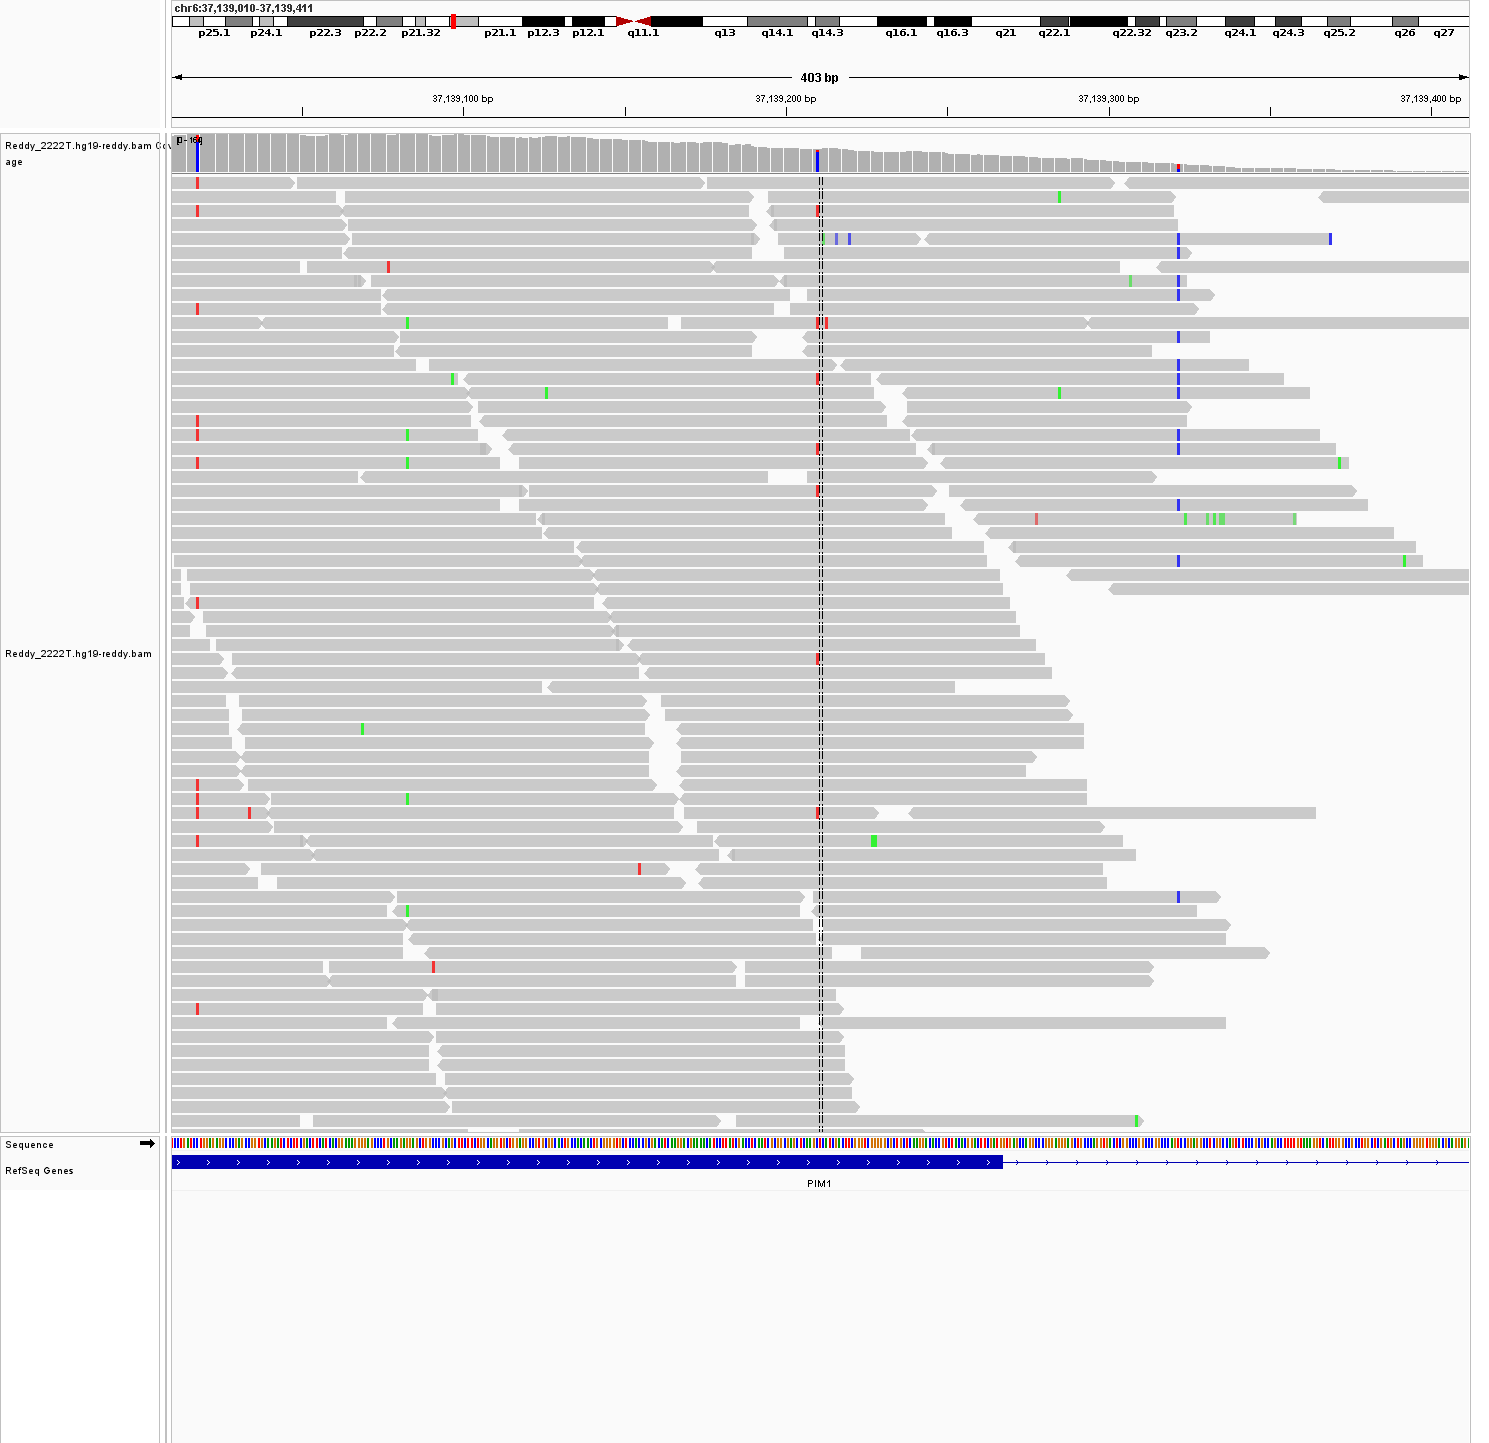 chr6:37,139,010-37,139,411
p25.1 p24.1 p22.3 p22.2 p21.32 p21.1 p12.3 p12.1 q11.1 q13 q14.1 q14.3 q16.1 q16.3 q21 q22.1 q22.32 q23.2 q24.1 q24.3 q25.2 q26 q27
403 bp
37,139,100 bp 37,139,200 bp 37,139,300 bp 37,139,400 bp
Reddy_2222T.hg19-reddy.bam Cov
age
Reddy_2222T.hg19-reddy.bam
Sequence
RefSeq Genes
PIM1